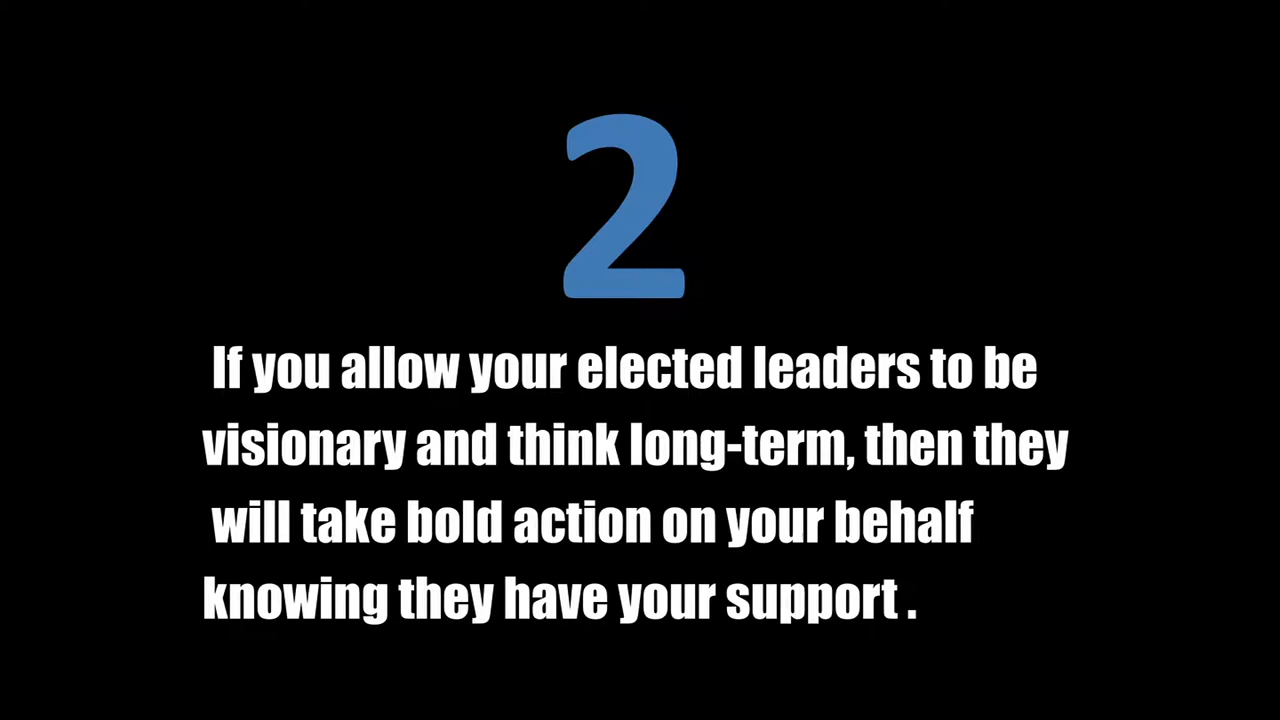 2
If you allow your elected leaders to be
visionary and think long-term, then they
will take bold action on your behalf
knowing they have your support .